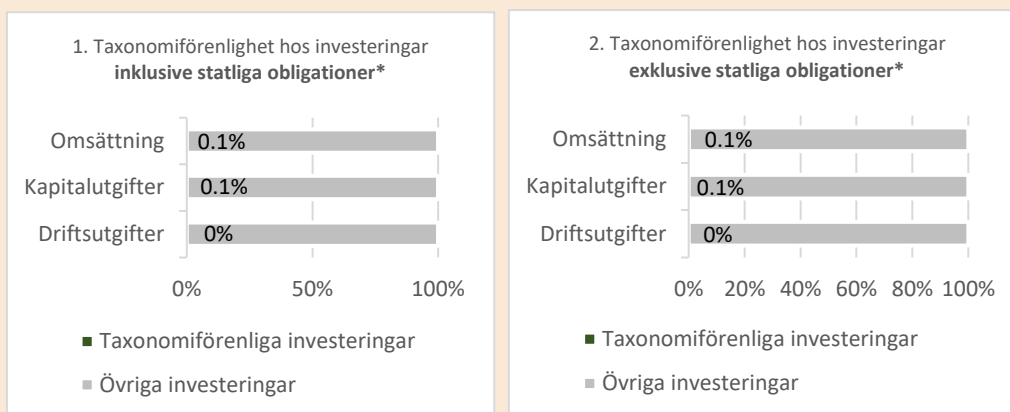 1. Taxonomiförenlighet hos investeringar
inklusive statliga obligationer*
Omsättning 0.1%
Kapitalutgifter 0.1%
Driftsutgifter 0%
0% 50% 100%
■ Taxonomiförenliga investeringar
■ Övriga investeringar
2. Taxonomiförenlighet hos investeringar
exklusive statliga obligationer*
Omsättning 0.1%
Kapitalutgifter 0.1%
Driftsutgifter 0%
0% 20% 40% 60% 80% 100%
■ Taxonomiförenliga investeringar
■ Övriga investeringar